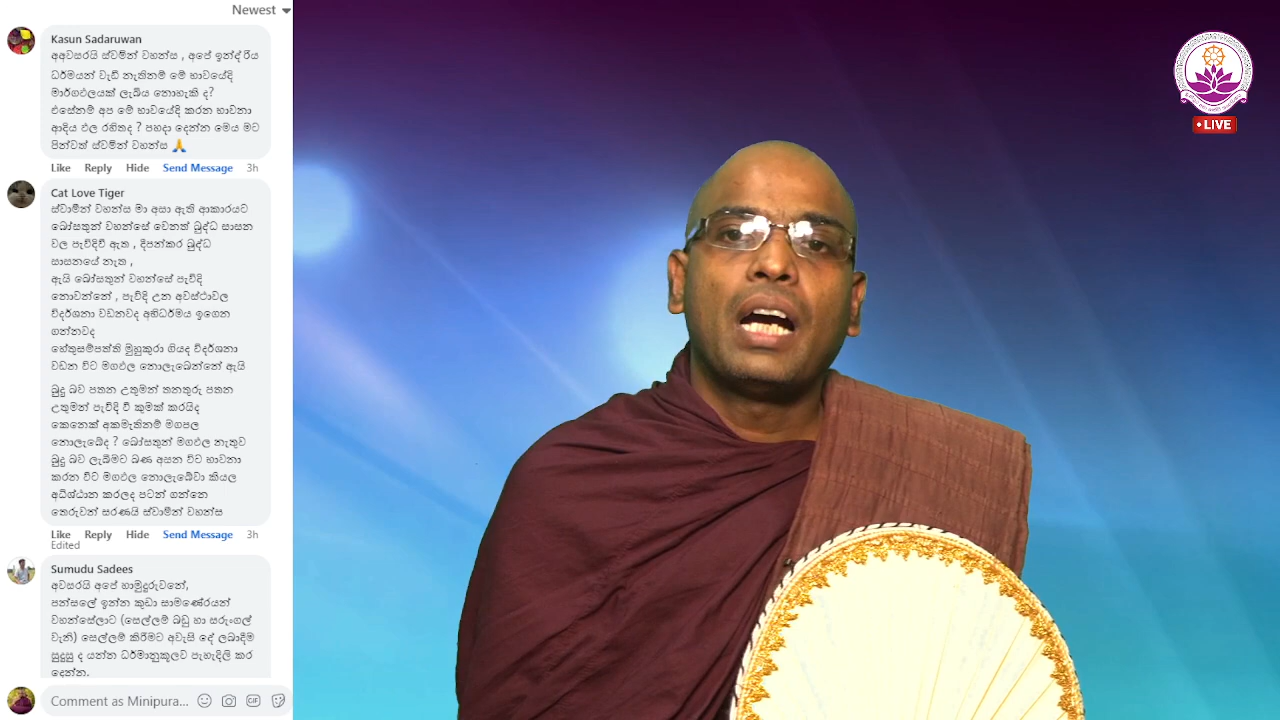 Newest
Kasun Sadaruwan
අඅවසරයි ස්වමින් වහන්ස , අපේ ඉන්ද්‍රිය
ධර්මයන් වැඩි නැතිනම් මේ භාවයේදි
මාර්ගඵලයක් ලැබිය නොහැකි ද?
එසේනම් අප මේ භාවයේදි කරන භාවනා
ආදිය ඵල රහිතද ? පහදා දෙන්න මෙය මට
පින්වත් ස්වමින් වහන්ස 🙏
Like Reply Hide Send Message 3h
Cat Love Tiger
ස්වාමීන් වහන්ස මා අසා ඇති ආකාරයට
බෝසතුන් වහන්සේ වෙනත් බුද්ධ සාසන
වල පැවිදිවී ඇත , දීපන්කර බුද්ධ
සාසනයේ නැත ,
ඇයි බෝසතුන් වහන්සේ පැවිදි
නොවන්නේ , පැවිදි උන අවස්ථාවල
විදර්ශනා වඩනවද අභිධර්මය ඉගෙන
ගන්නවද
හේතුසම්පත්ති මුහුකුරා ගියද විදර්ශනා
වඩන විට මගඵල නොලැබෙන්නේ ඇයි
බුදු බව පතන උතුමන් තනතුරු පතන
උතුමන් පැවිදි වී කුමක් කරයිද
කෙනෙක් අකමැතිනම් මගපල
නොලැබේද ? බෝසතුන් මගඵල නැතුව
බුදු බව ලැබීමට බණ අසන විට භාවනා
කරන විට මගඵල නොලැබේවා කියල
අධිශ්ඨාන කරලද පටන් ගන්නෙ
තෙරුවන් සරණයි ස්වාමීන් වහන්ස
Like Reply Hide Send Message 3h
Edited
Sumudu Sadees
අවසරයි අපේ හාමුදුරුවනේ,
පන්සලේ ඉන්න කුඩා සාමණේරයන්
වහන්සේලාට (සෙල්ලම් බඩු හා සරුංගල්
වැනි) සෙල්ලම් කිරීමට අවැසි දේ ලබාදීම
සුදුසු ද යන්න ධර්මානුකූලව පැහැදිලි කර
දෙන්න.
Comment as Minipura...
GIF
LIVE